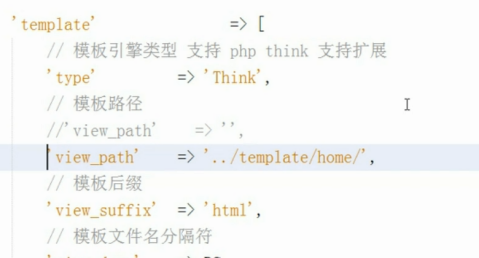 'template' => [
// 模板引擎类型 支持 php think 支持扩展
'type' => 'Think',
// 模板路径
//'view_path' => '',
'view_path' => '../template/home/',
// 模板后缀
'view_suffix' => 'html',
// 模板文件名分隔符